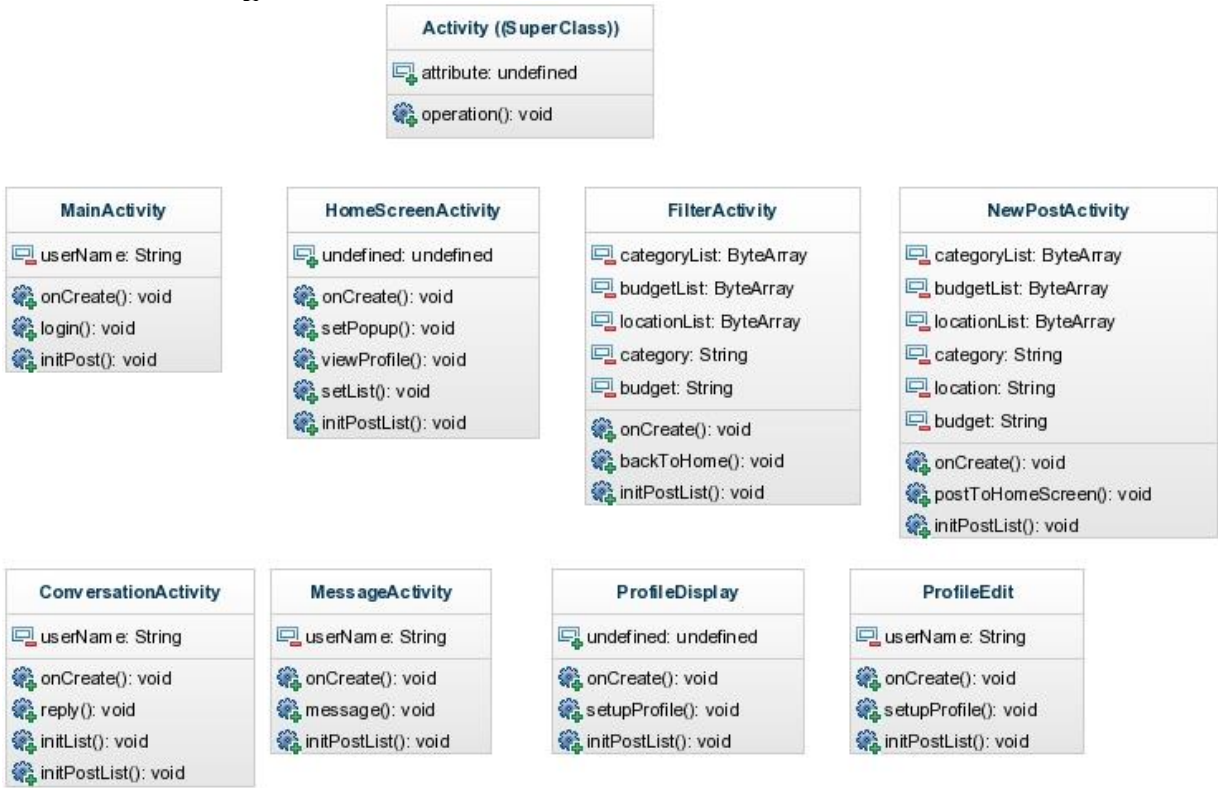 Activity ((SuperClass))
attribute: undefined
operation(): void
MainActivity
userName: String
onCreate(): void
login(): void
initPost(): void
HomeScreenActivity
undefined: undefined
onCreate(): void
setPopup(): void
viewProfile(): void
setList(): void
initPostList(): void
FilterActivity
categoryList: ByteArray
budgetList: ByteArray
locationList: ByteArray
category: String
budget: String
onCreate(): void
backToHome(): void
initPostList(): void
NewPostActivity
categoryList: ByteArray
budgetList: ByteArray
locationList: ByteArray
category: String
location: String
budget: String
onCreate(): void
postToHomeScreen(): void
initPostList(): void
ConversationActivity
userName: String
onCreate(): void
reply(): void
initList(): void
initPostList(): void
MessageActivity
userName: String
onCreate(): void
message(): void
initPostList(): void
ProfileDisplay
undefined: undefined
onCreate(): void
setupProfile(): void
initPostList(): void
ProfileEdit
userName: String
onCreate(): void
setupProfile(): void
initPostList(): void